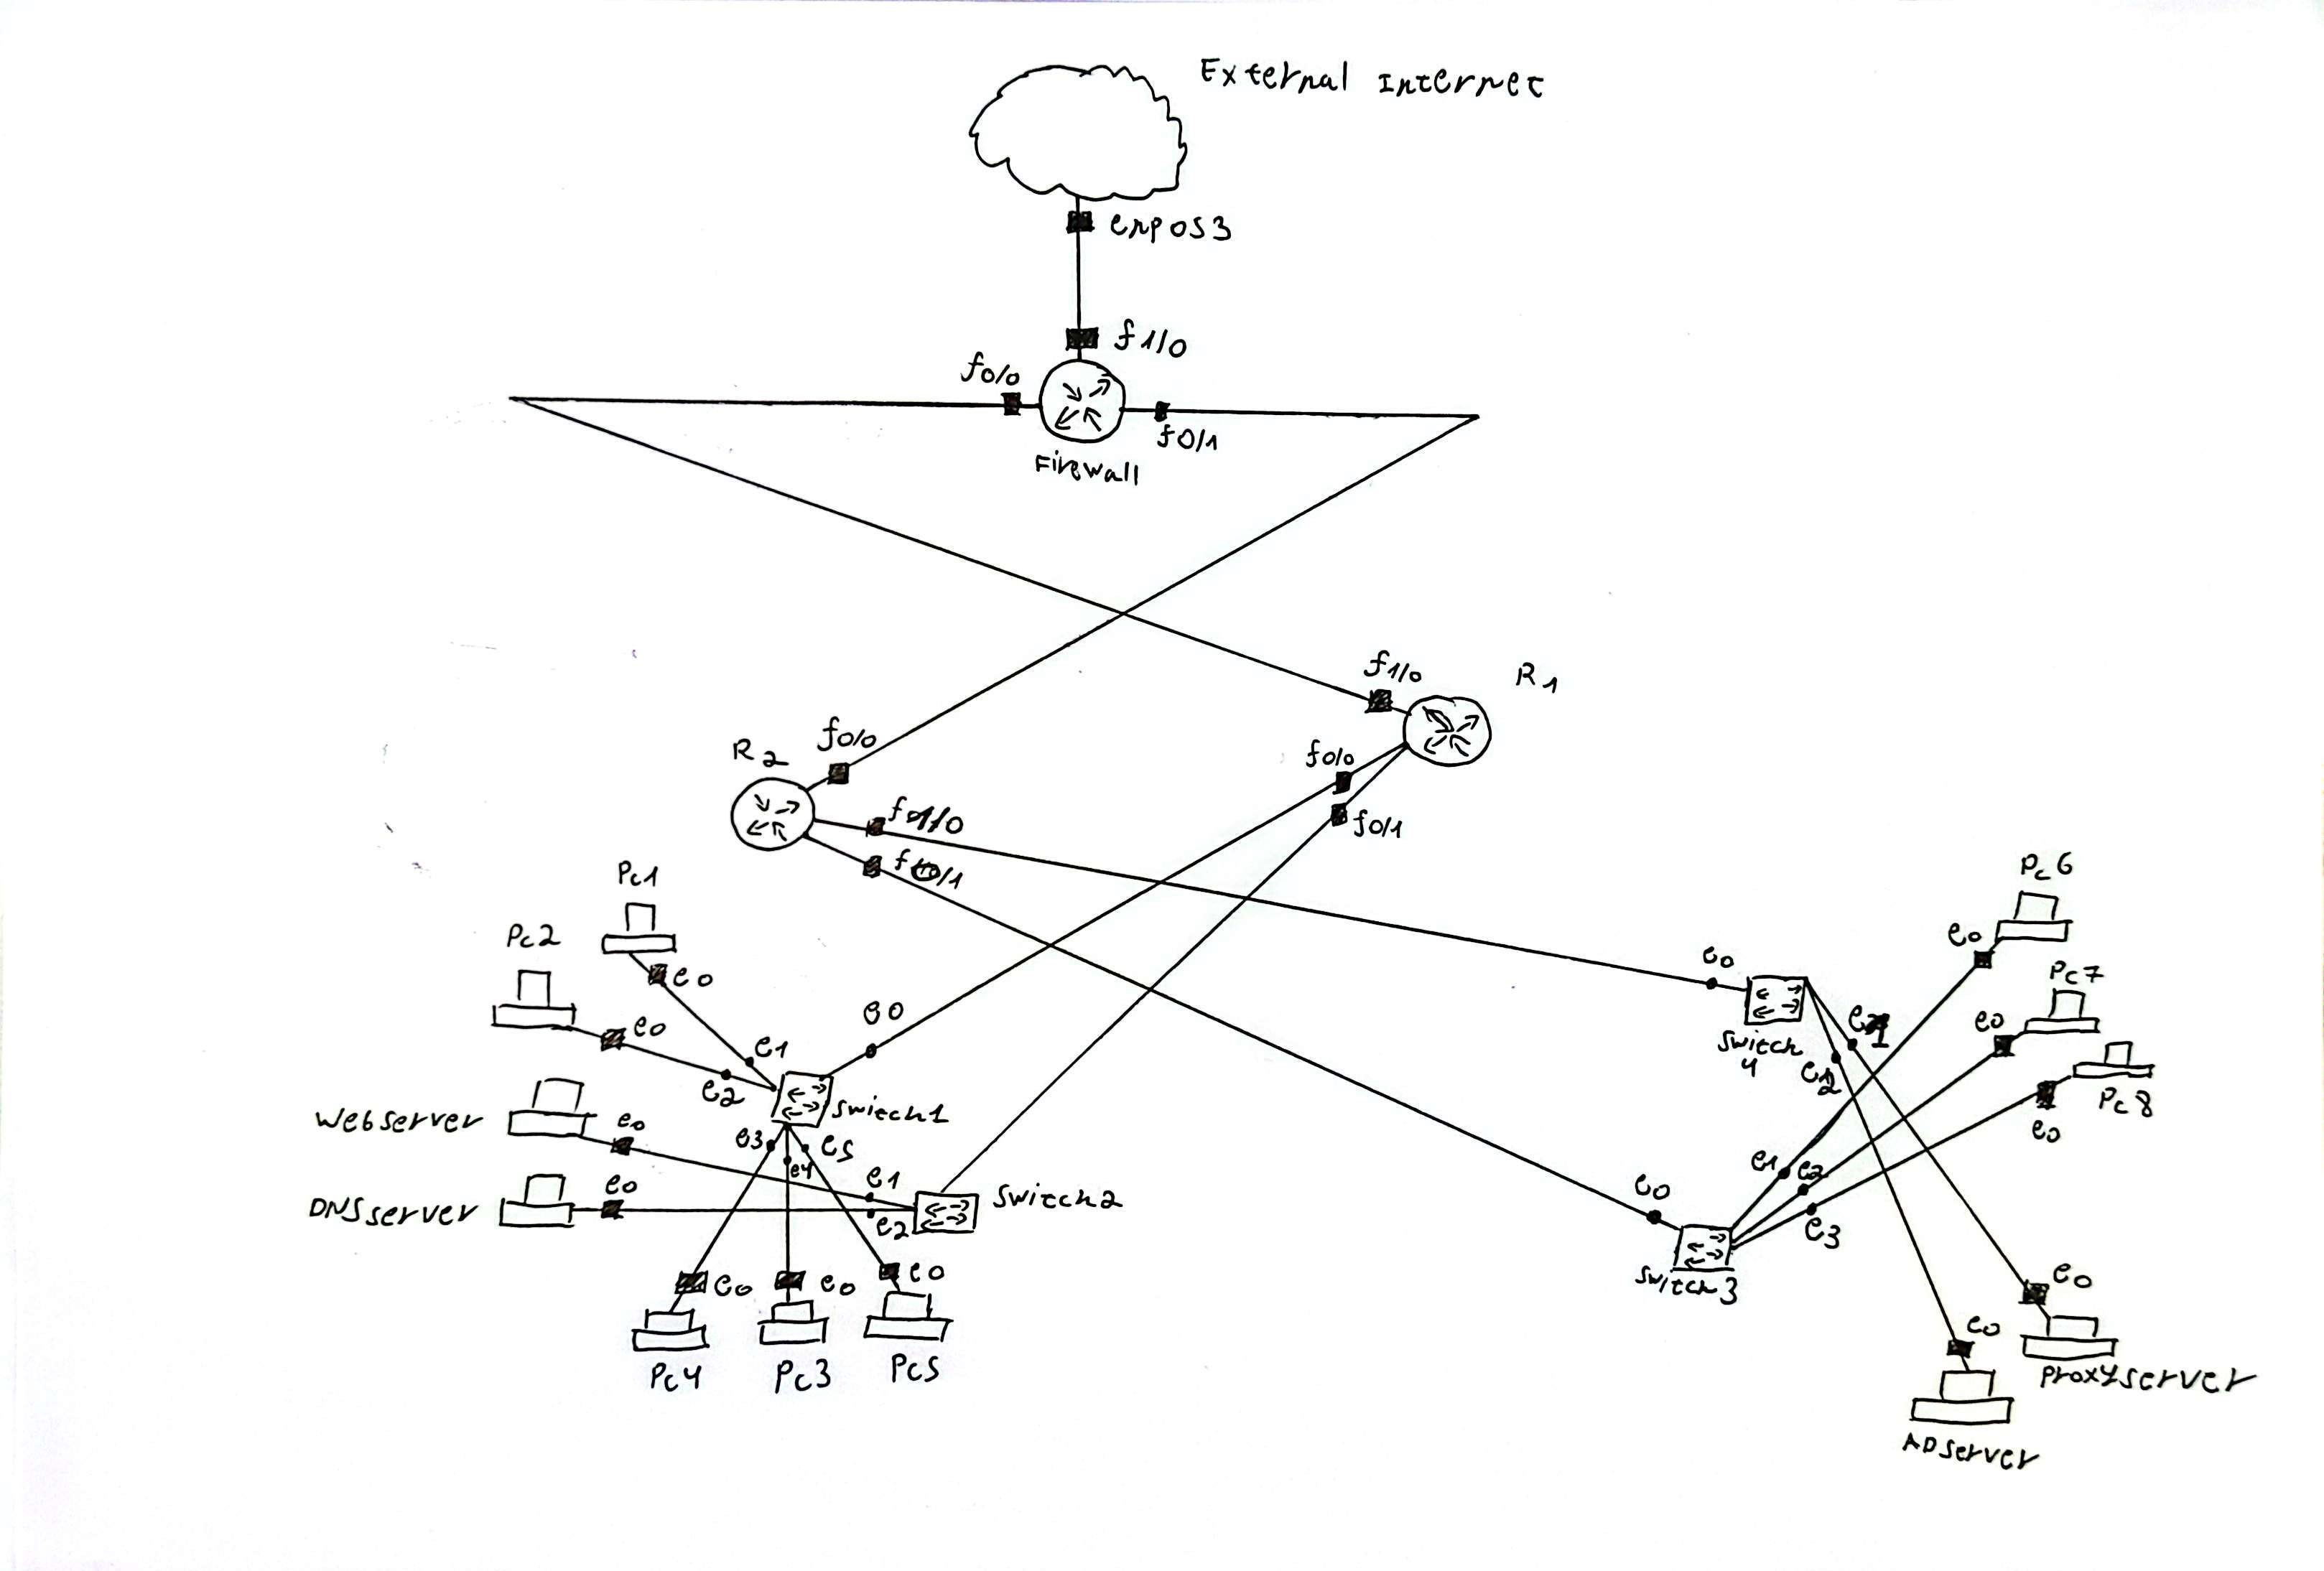 External Internet
enpos3
f1/0
f0/0
f0/1
Firewall
f1/0
R1
f0/0
R2
f0/0
f0/1
f1/0
f0/1
Pc1
e0
Pc2
e0
e1
e2
e0
Switch1
Webserver
e0
e3
e4
e5
e1
DNSserver
e0
e2
Switch2
e0
e0
e0
Pc4
Pc3
Pc5
e0
Switch
4
e1
e2
Pc6
e0
Pc7
e0
Pc8
e0
e1
e2
e3
e0
Switch3
e0
Proxyserver
e0
ADserver